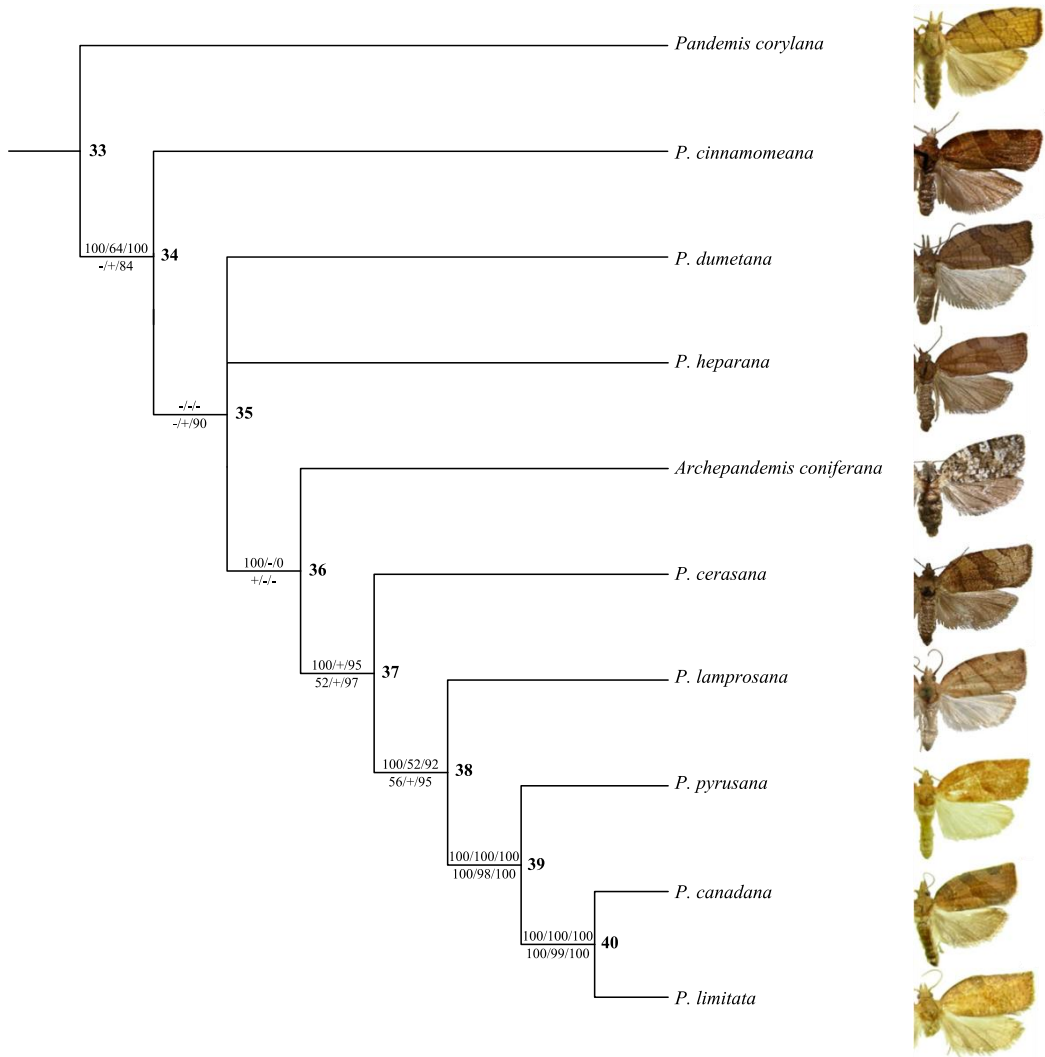 Pandemis corylana
33
P. cinnamomeana
100/64/100
34
-/+/84
P. dumetana
P. heparana
-/-/-
35
-/+/90
Archepandemis coniferana
100/-/0
36
+/-/-
P. cerasana
100/+/95
37
52/+/97
P. lamprosana
100/52/92
38
56/+/95
P. pyrusana
100/100/100
39
100/98/100
P. canadana
100/100/100
40
100/99/100
P. limitata